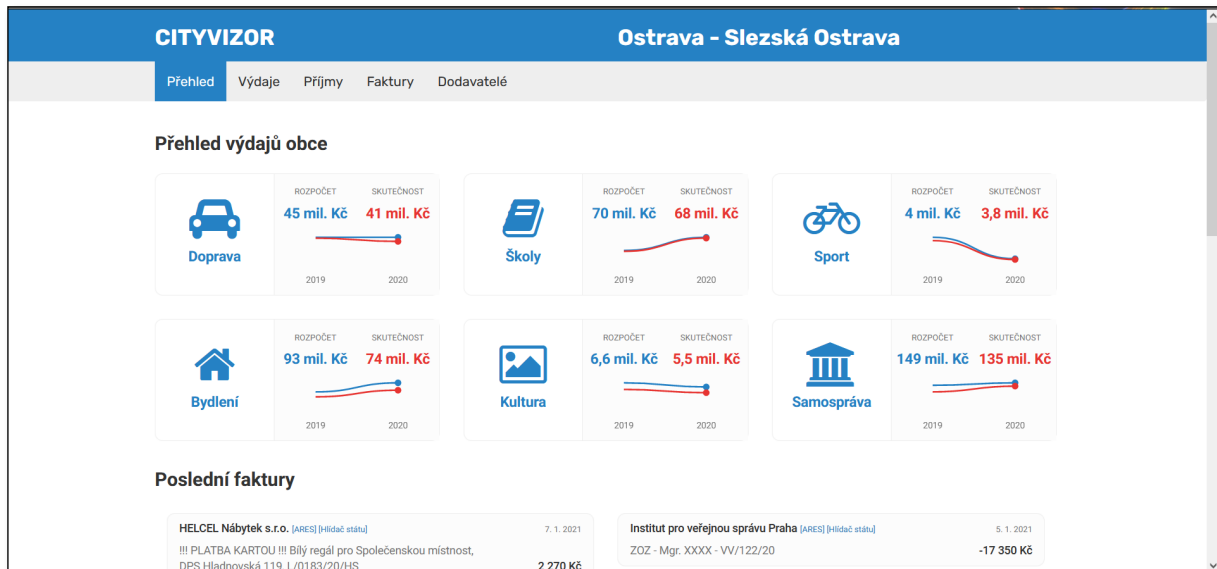 CITYVIZOR
Ostrava - Slezská Ostrava
Přehled Výdaje Příjmy Faktury Dodavatelé
Přehled výdajů obce
ROZPOČET SKUTEČNOST
45 mil. Kč 41 mil. Kč
Doprava
2019 2020
ROZPOČET SKUTEČNOST
70 mil. Kč 68 mil. Kč
Školy
2019 2020
ROZPOČET SKUTEČNOST
4 mil. Kč 3,8 mil. Kč
Sport
2019 2020
ROZPOČET SKUTEČNOST
93 mil. Kč 74 mil. Kč
Bydlení
2019 2020
ROZPOČET SKUTEČNOST
6,6 mil. Kč 5,5 mil. Kč
Kultura
2019 2020
ROZPOČET SKUTEČNOST
149 mil. Kč 135 mil. Kč
Samospráva
2019 2020
Poslední faktury
HELCEL Nábytek s.r.o. [ARES] [Hlídač státu] 7. 1. 2021
!!! PLATBA KARTOU !!! Bílý regál pro Společenskou místnost,
DPS Hladnovská 119, L/0183/20/HS 2 270 Kč
Institut pro veřejnou správu Praha [ARES] [Hlídač státu] 5. 1. 2021
ZOZ - Mgr. XXXX - VV/122/20 -17 350 Kč